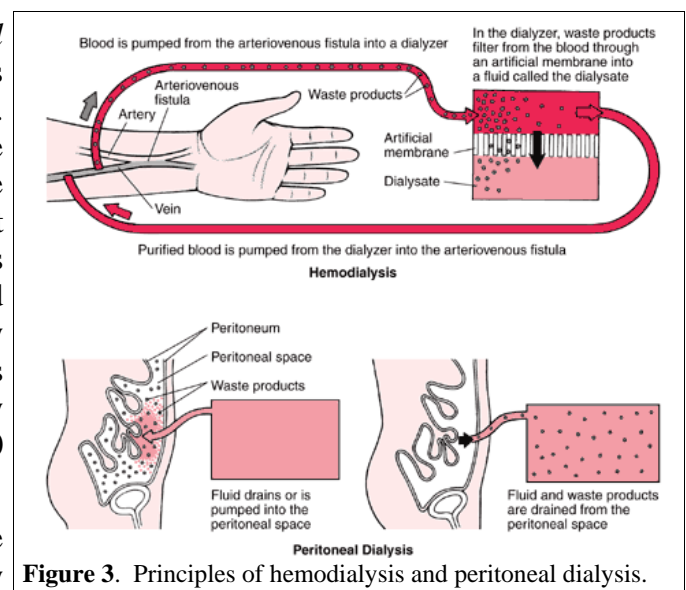 Blood is pumped from the arteriovenous fistula into a dialyzer
In the dialyzer, waste products
filter from the blood through
an artificial membrane into
a fluid called the dialysate
Arteriovenous
fistula
Artery
Waste products
Artificial
membrane
Dialysate
Vein
Purified blood is pumped from the dialyzer into the arteriovenous fistula
Hemodialysis
Peritoneum
Peritoneal space
Waste products
Fluid drains or is
pumped into the
peritoneal space
Fluid and waste products
are drained from the
peritoneal space
Peritoneal Dialysis
Figure 3. Principles of hemodialysis and peritoneal dialysis.